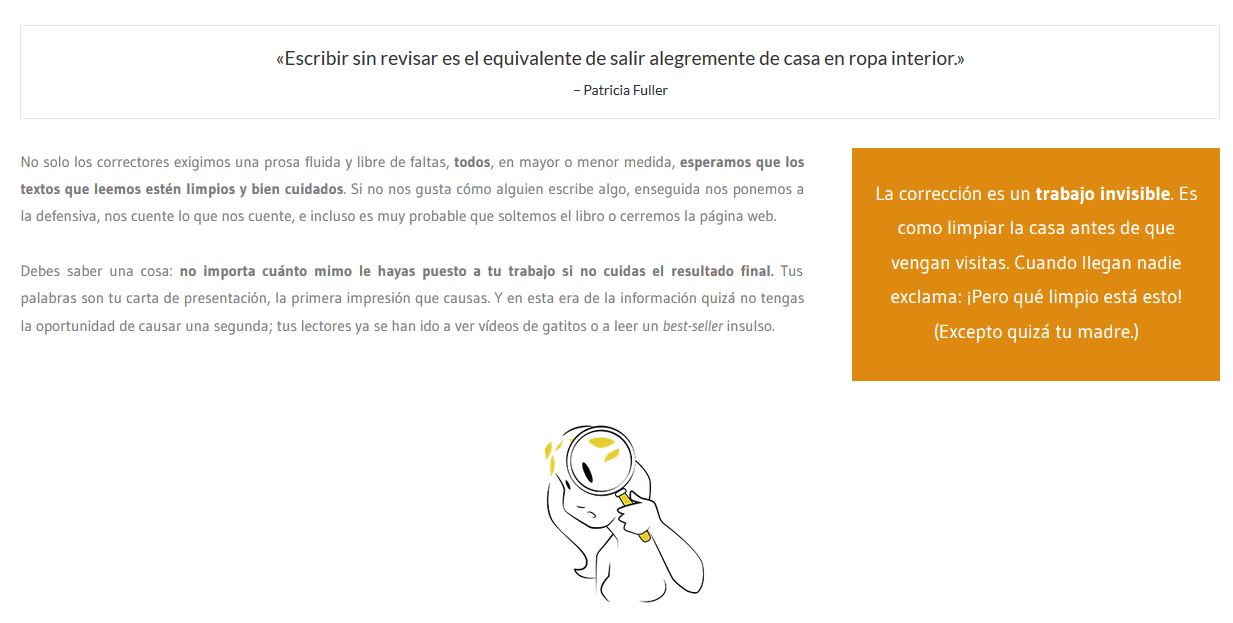 «Escribir sin revisar es el equivalente de salir alegremente de casa en ropa interior.»
– Patricia Fuller
No solo los correctores exigimos una prosa fluida y libre de faltas, todos, en mayor o menor medida, esperamos que los
textos que leemos estén limpios y bien cuidados. Si no nos gusta cómo alguien escribe algo, enseguida nos ponemos a
la defensiva, nos cuente lo que nos cuente, e incluso es muy probable que soltemos el libro o cerremos la página web.
Debes saber una cosa: no importa cuánto mimo le hayas puesto a tu trabajo si no cuidas el resultado final. Tus
palabras son tu carta de presentación, la primera impresión que causas. Y en esta era de la información quizá no tengas
la oportunidad de causar una segunda; tus lectores ya se han ido a ver vídeos de gatitos o a leer un best-seller insulso.
La corrección es un trabajo invisible. Es
como limpiar la casa antes de que
vengan visitas. Cuando llegan nadie
exclama: ¡Pero qué limpio está esto!
(Excepto quizá tu madre.)